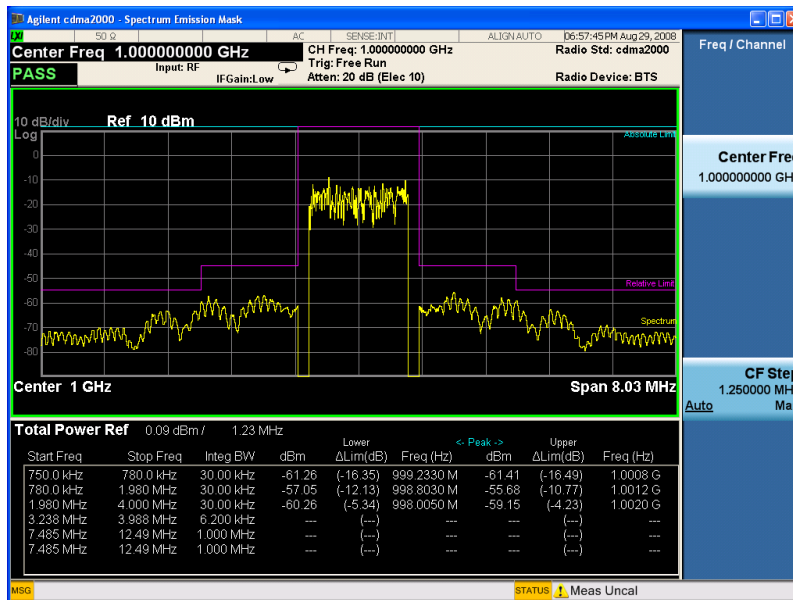 Agilent cdma2000 - Spectrum Emission Mask
LXI 50 Ω AC SENSE:INT ALIGNAUTO 06:57:45PM Aug 29, 2008
Center Freq 1.000000000 GHz
CH Freq: 1.000000000 GHz
Radio Std: cdma2000
Input: RF
Trig: Free Run
PASS
IFGain:Low
Atten: 20 dB (Elec 10)
Radio Device: BTS
Freq / Channel
10 dB/div Ref 10 dBm
Log
Absolute Limit
0
-10
-20
-30
-40
-50
-60
-70
-80
Relative Limit
Spectrum
Center 1 GHz Span 8.03 MHz
Center Fre
1.000000000 GH
CF Step
1.250000 MH
Auto Ma
Total Power Ref 0.09 dBm / 1.23 MHz
Lower <- Peak -> Upper
Start Freq Stop Freq Integ BW dBm ΔLim(dB) Freq (Hz) dBm ΔLim(dB) Freq (Hz)
750.0 kHz 780.0 kHz 30.00 kHz -61.26 (-16.35) 999.2330 M -61.41 (-16.49) 1.0008 G
780.0 kHz 1.980 MHz 30.00 kHz -57.05 (-12.13) 998.8030 M -55.68 (-10.77) 1.0012 G
1.980 MHz 4.000 MHz 30.00 kHz -60.26 (-5.34) 998.0050 M -59.15 (-4.23) 1.0020 G
3.238 MHz 3.988 MHz 6.200 kHz --- (---) --- (---) ---
7.485 MHz 12.49 MHz 1.000 MHz --- (---) --- (---) ---
7.485 MHz 12.49 MHz 1.000 MHz --- (---) --- (---) ---
MSG STATUS Meas Uncal